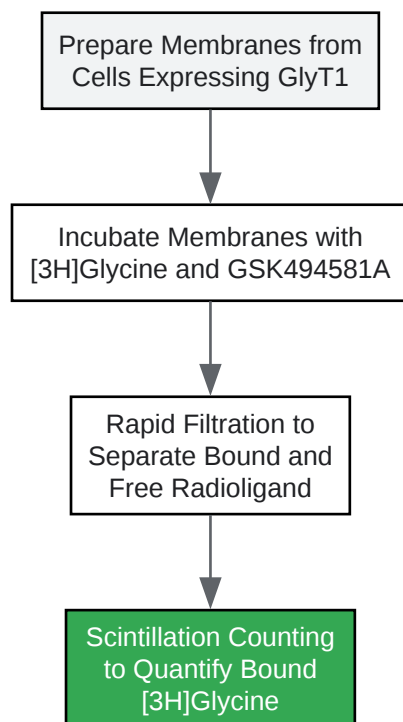 Prepare Membranes from
Cells Expressing GlyT1
Incubate Membranes with
[3H]Glycine and GSK494581A
Rapid Filtration to
Separate Bound and
Free Radioligand
Scintillation Counting
to Quantify Bound
[3H]Glycine